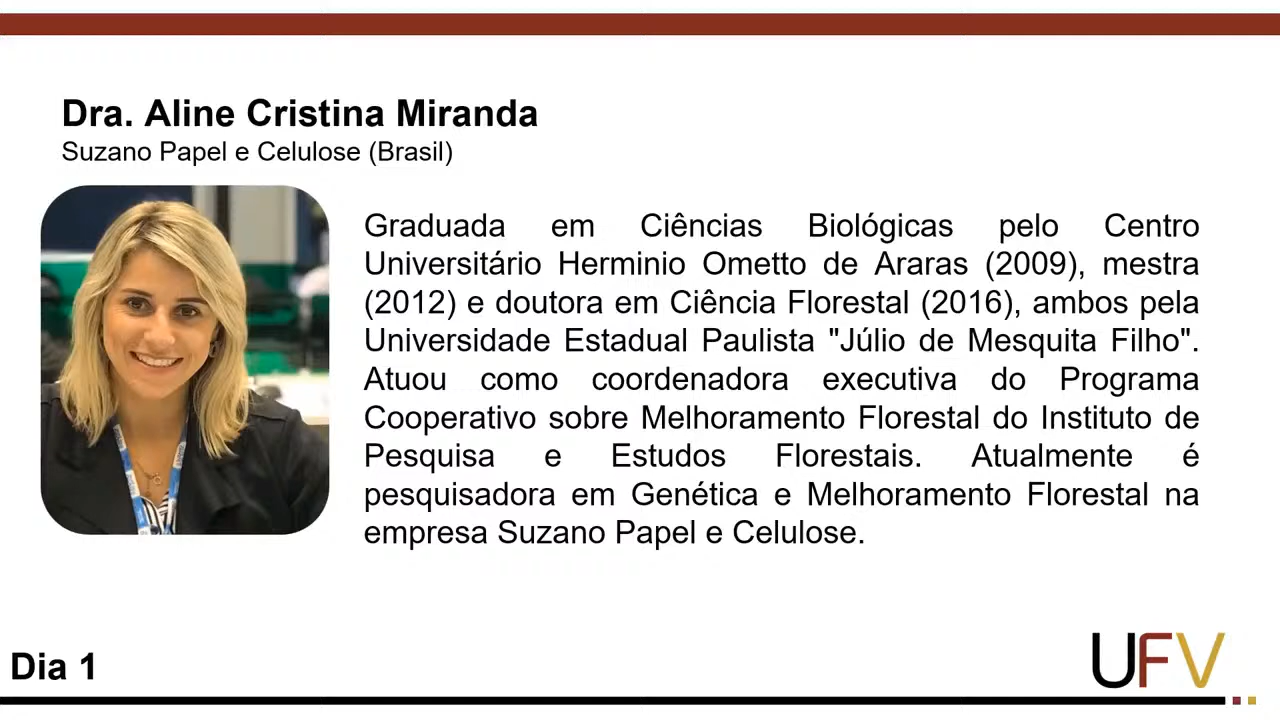 Dra. Aline Cristina Miranda
Suzano Papel e Celulose (Brasil)
Graduada em Ciências Biológicas pelo Centro
Universitário Herminio Ometto de Araras (2009), mestra
(2012) e doutora em Ciência Florestal (2016), ambos pela
Universidade Estadual Paulista "Júlio de Mesquita Filho".
Atuou como coordenadora executiva do Programa
Cooperativo sobre Melhoramento Florestal do Instituto de
Pesquisa e Estudos Florestais. Atualmente é
pesquisadora em Genética e Melhoramento Florestal na
empresa Suzano Papel e Celulose.
Dia 1
UFV